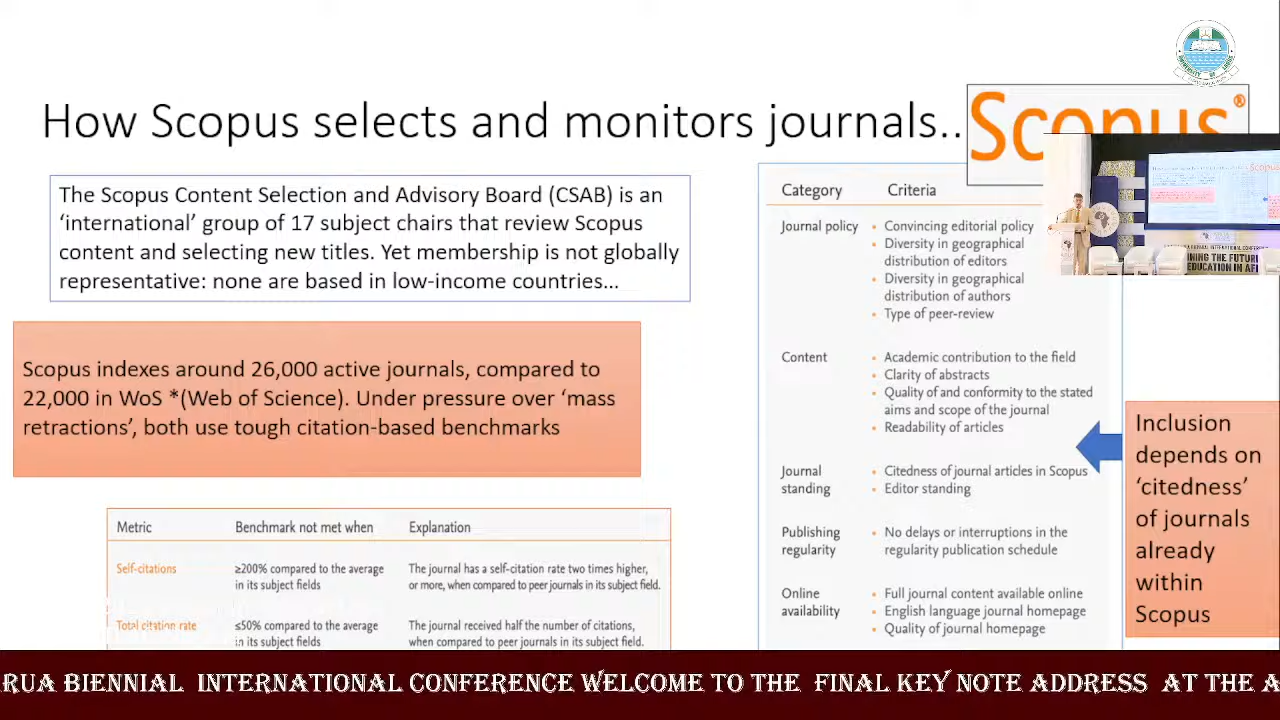 How Scopus selects and monitors journals..
Scopus®
The Scopus Content Selection and Advisory Board (CSAB) is an
‘international’ group of 17 subject chairs that review Scopus
content and selecting new titles. Yet membership is not globally
representative: none are based in low-income countries…
Scopus indexes around 26,000 active journals, compared to
22,000 in WoS *(Web of Science). Under pressure over ‘mass
retractions’, both use tough citation-based benchmarks
Metric Benchmark not met when Explanation
Self-citations ≥200% compared to the average The journal has a self-citation rate two times higher,
in its subject fields or more, when compared to peer journals in its subject field.
Total citation rate ≤50% compared to the average The journal received half the number of citations,
in its subject fields when compared to peer journals in its subject field.
Category Criteria
Journal policy • Convincing editorial policy
• Diversity in geographical
distribution of editors
• Diversity in geographical
distribution of authors
• Type of peer-review
Content • Academic contribution to the field
• Clarity of abstracts
• Quality of and conformity to the stated
aims and scope of the journal
• Readability of articles
Journal • Citedness of journal articles in Scopus
standing • Editor standing
Publishing • No delays or interruptions in the
regularity regularity publication schedule
Online • Full journal content available online
availability • English language journal homepage
• Quality of journal homepage
Inclusion
depends on
‘citedness’
of journals
already
within
Scopus
INTERNATIONAL CONFERENCE
NING THE FUTUR
EDUCATION IN AF
RUA BIENNIAL INTERNATIONAL CONFERENCE WELCOME TO THE FINAL KEY NOTE ADDRESS AT THE A